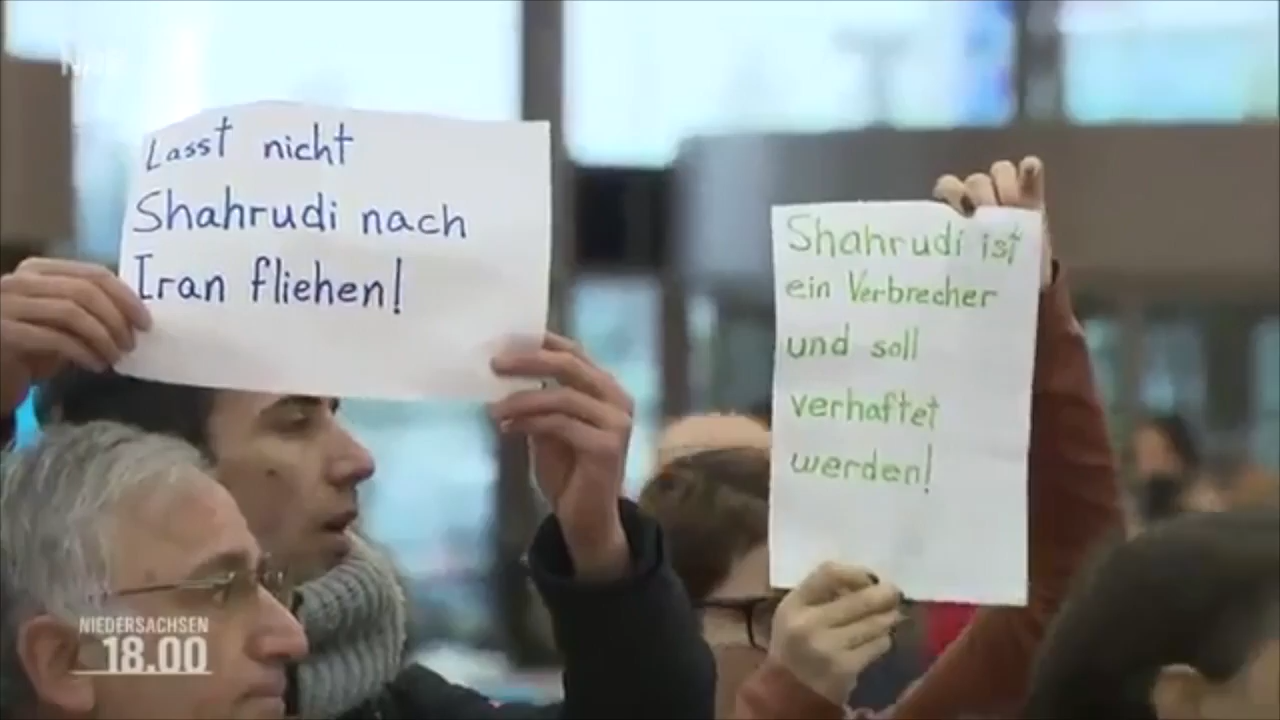 Lasst nicht
Shahrudi nach
Iran fliehen!
Shahrudi ist
ein Verbrecher
und soll
verhaftet
werden!
NIEDERSACHSEN
18.00